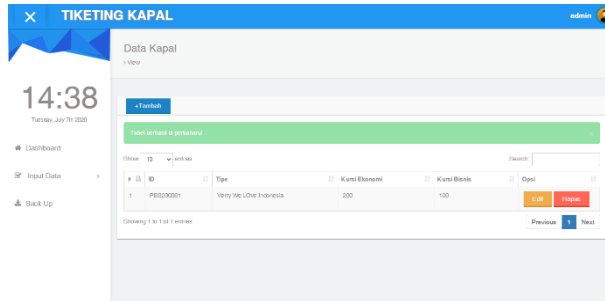 TIKETING KAPAL
admin
Data Kapal
View
14:38
Tuesday, July 7th 2020
+Tambah
Dashboard
Input Data
Back Up
Show 10 entries
Search:
# ID Tipe Kursi Ekonomi Kursi Bisnis Opsi
1 Verry We LOve Indonesia 200 100 Edit Hapus
Showing 1 to 1 of 1 entries
Previous 1 Next